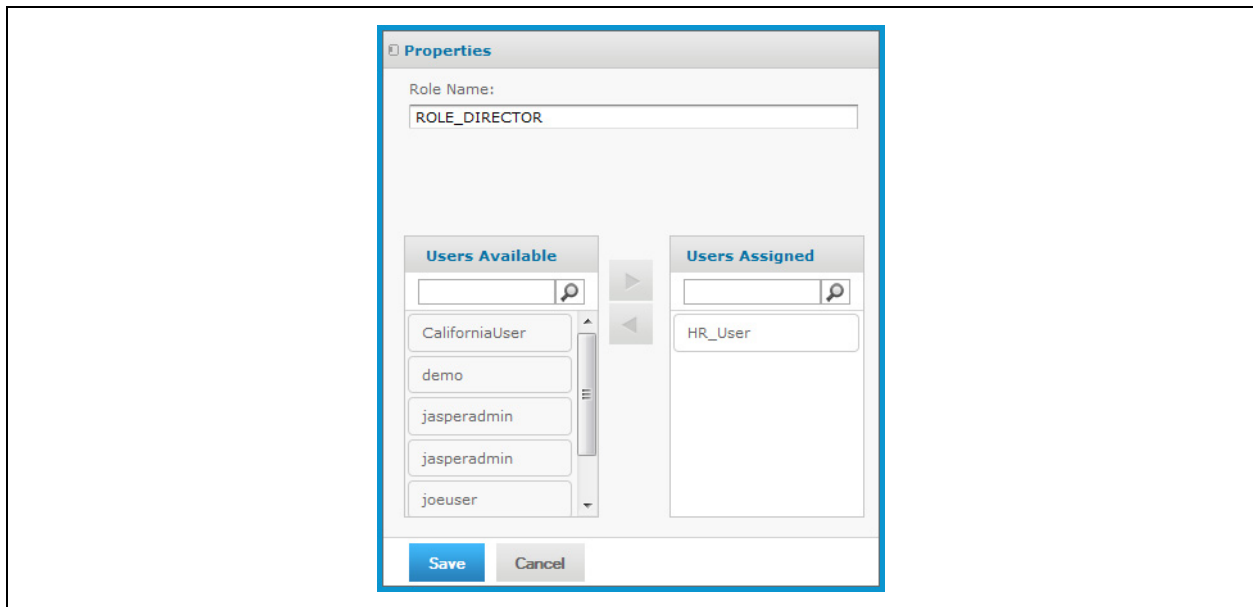 Properties
Role Name:
ROLE_DIRECTOR
Users Available
Users Assigned
CaliforniaUser
demo
jasperadmin
jasperadmin
joeuser
HR_User
Save
Cancel